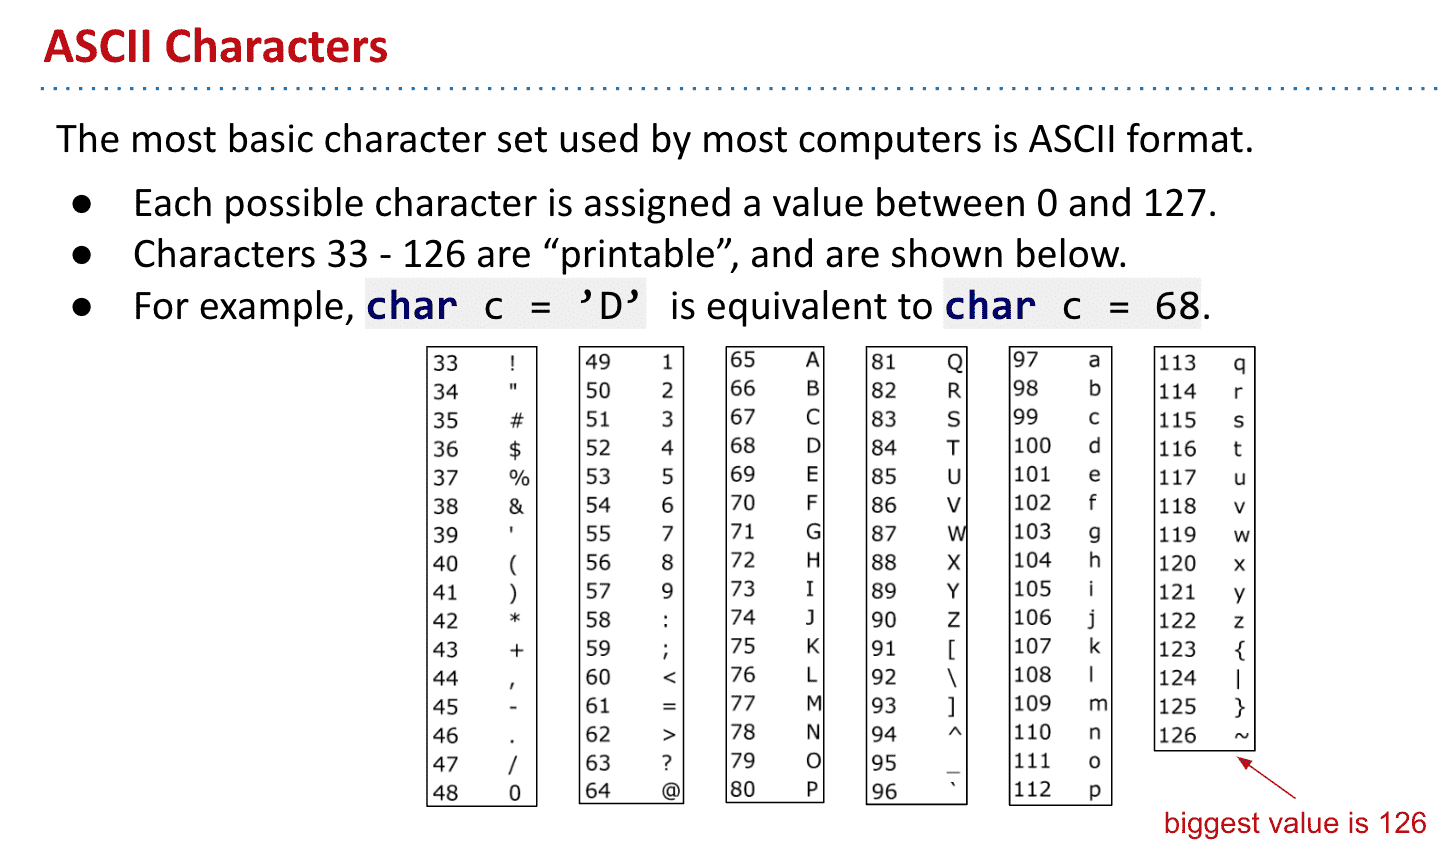 ASCII Characters
The most basic character set used by most computers is ASCII format.
● Each possible character is assigned a value between 0 and 127.
● Characters 33 - 126 are “printable”, and are shown below.
● For example, char c = ’D’ is equivalent to char c = 68.
33 !
34 "
35 #
36 $
37 %
38 &
39 '
40 (
41 )
42 *
43 +
44 ,
45 -
46 .
47 /
48 0
49 1
50 2
51 3
52 4
53 5
54 6
55 7
56 8
57 9
58 :
59 ;
60 <
61 =
62 >
63 ?
64 @
65 A
66 B
67 C
68 D
69 E
70 F
71 G
72 H
73 I
74 J
75 K
76 L
77 M
78 N
79 O
80 P
81 Q
82 R
83 S
84 T
85 U
86 V
87 W
88 X
89 Y
90 Z
91 [
92 \
93 ]
94 ^
95 _
96 `
97 a
98 b
99 c
100 d
101 e
102 f
103 g
104 h
105 i
106 j
107 k
108 l
109 m
110 n
111 o
112 p
113 q
114 r
115 s
116 t
117 u
118 v
119 w
120 x
121 y
122 z
123 {
124 |
125 }
126 ~
biggest value is 126